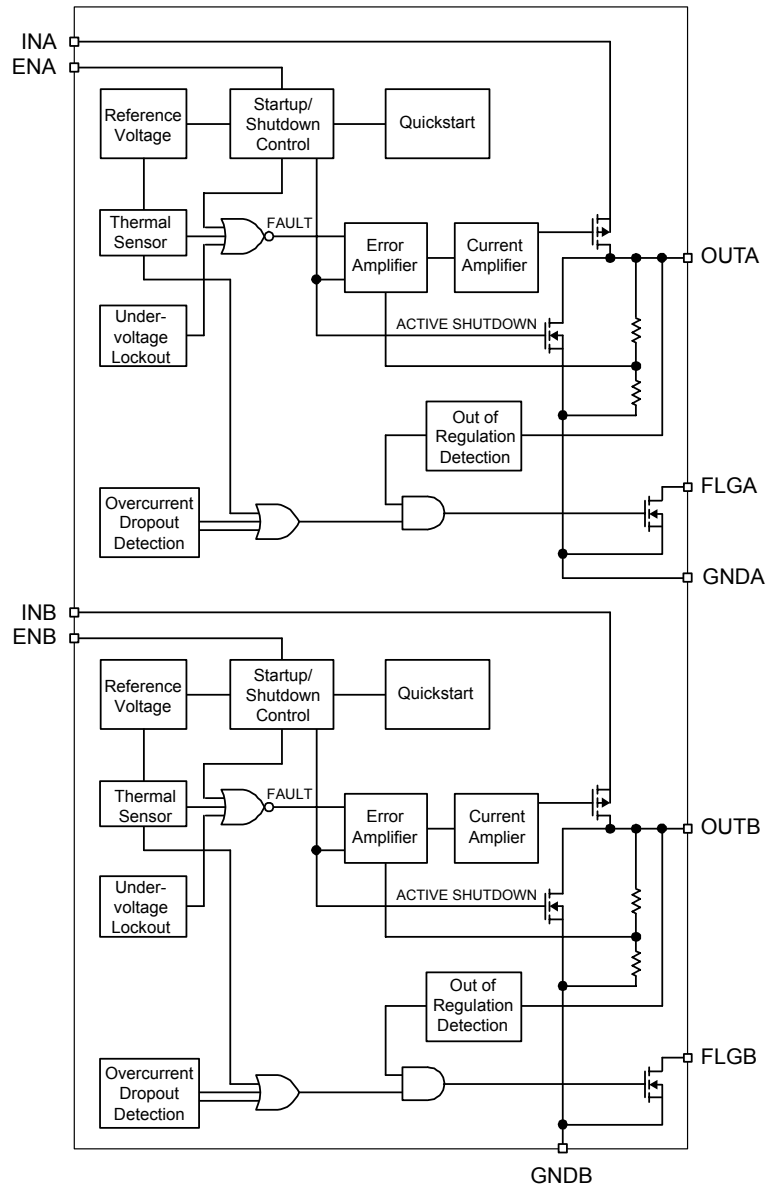 INA
ENA
Reference
Voltage
Startup/
Shutdown
Control
Quickstart
Thermal
Sensor
FAULT
Error
Amplifier
Current
Amplifier
OUTA
Under-
voltage
Lockout
ACTIVE SHUTDOWN
Out of
Regulation
Detection
Overcurrent
Dropout
Detection
FLGA
GNDA
INB
ENB
Reference
Voltage
Startup/
Shutdown
Control
Quickstart
Thermal
Sensor
FAULT
Error
Amplifier
Current
Amplier
OUTB
Under-
voltage
Lockout
ACTIVE SHUTDOWN
Out of
Regulation
Detection
Overcurrent
Dropout
Detection
FLGB
GNDB